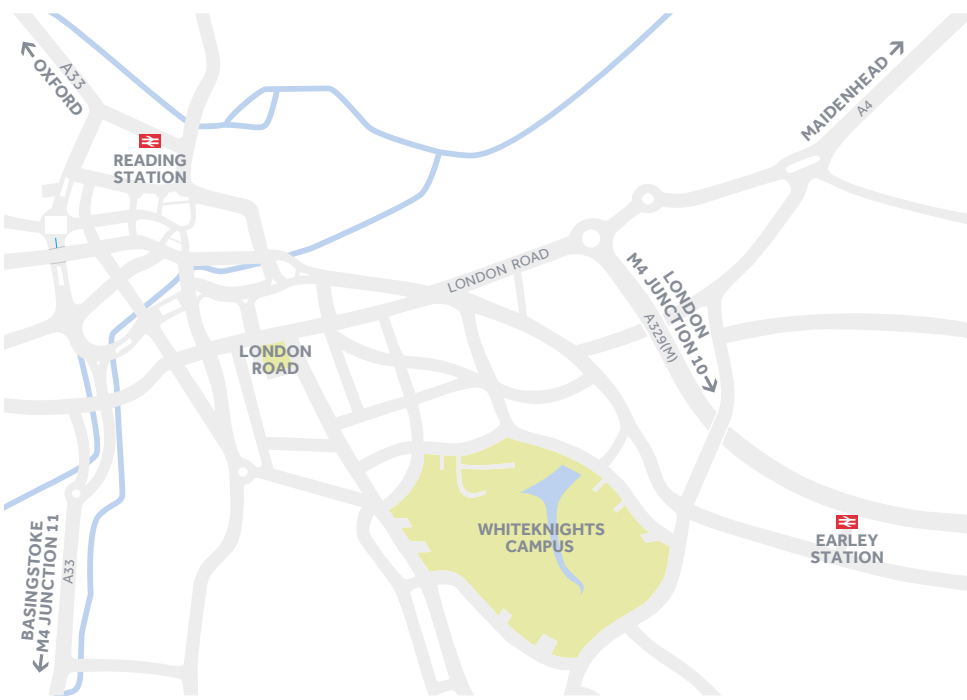 A33
OXFORD
READING
STATION
MAIDENHEAD
A4
LONDON ROAD
LONDON
M4 JUNCTION 10
A329(M)
LONDON
ROAD
WHITEKNIGHTS
CAMPUS
EARLEY
STATION
BASINGSTOKE
M4 JUNCTION 11
A33